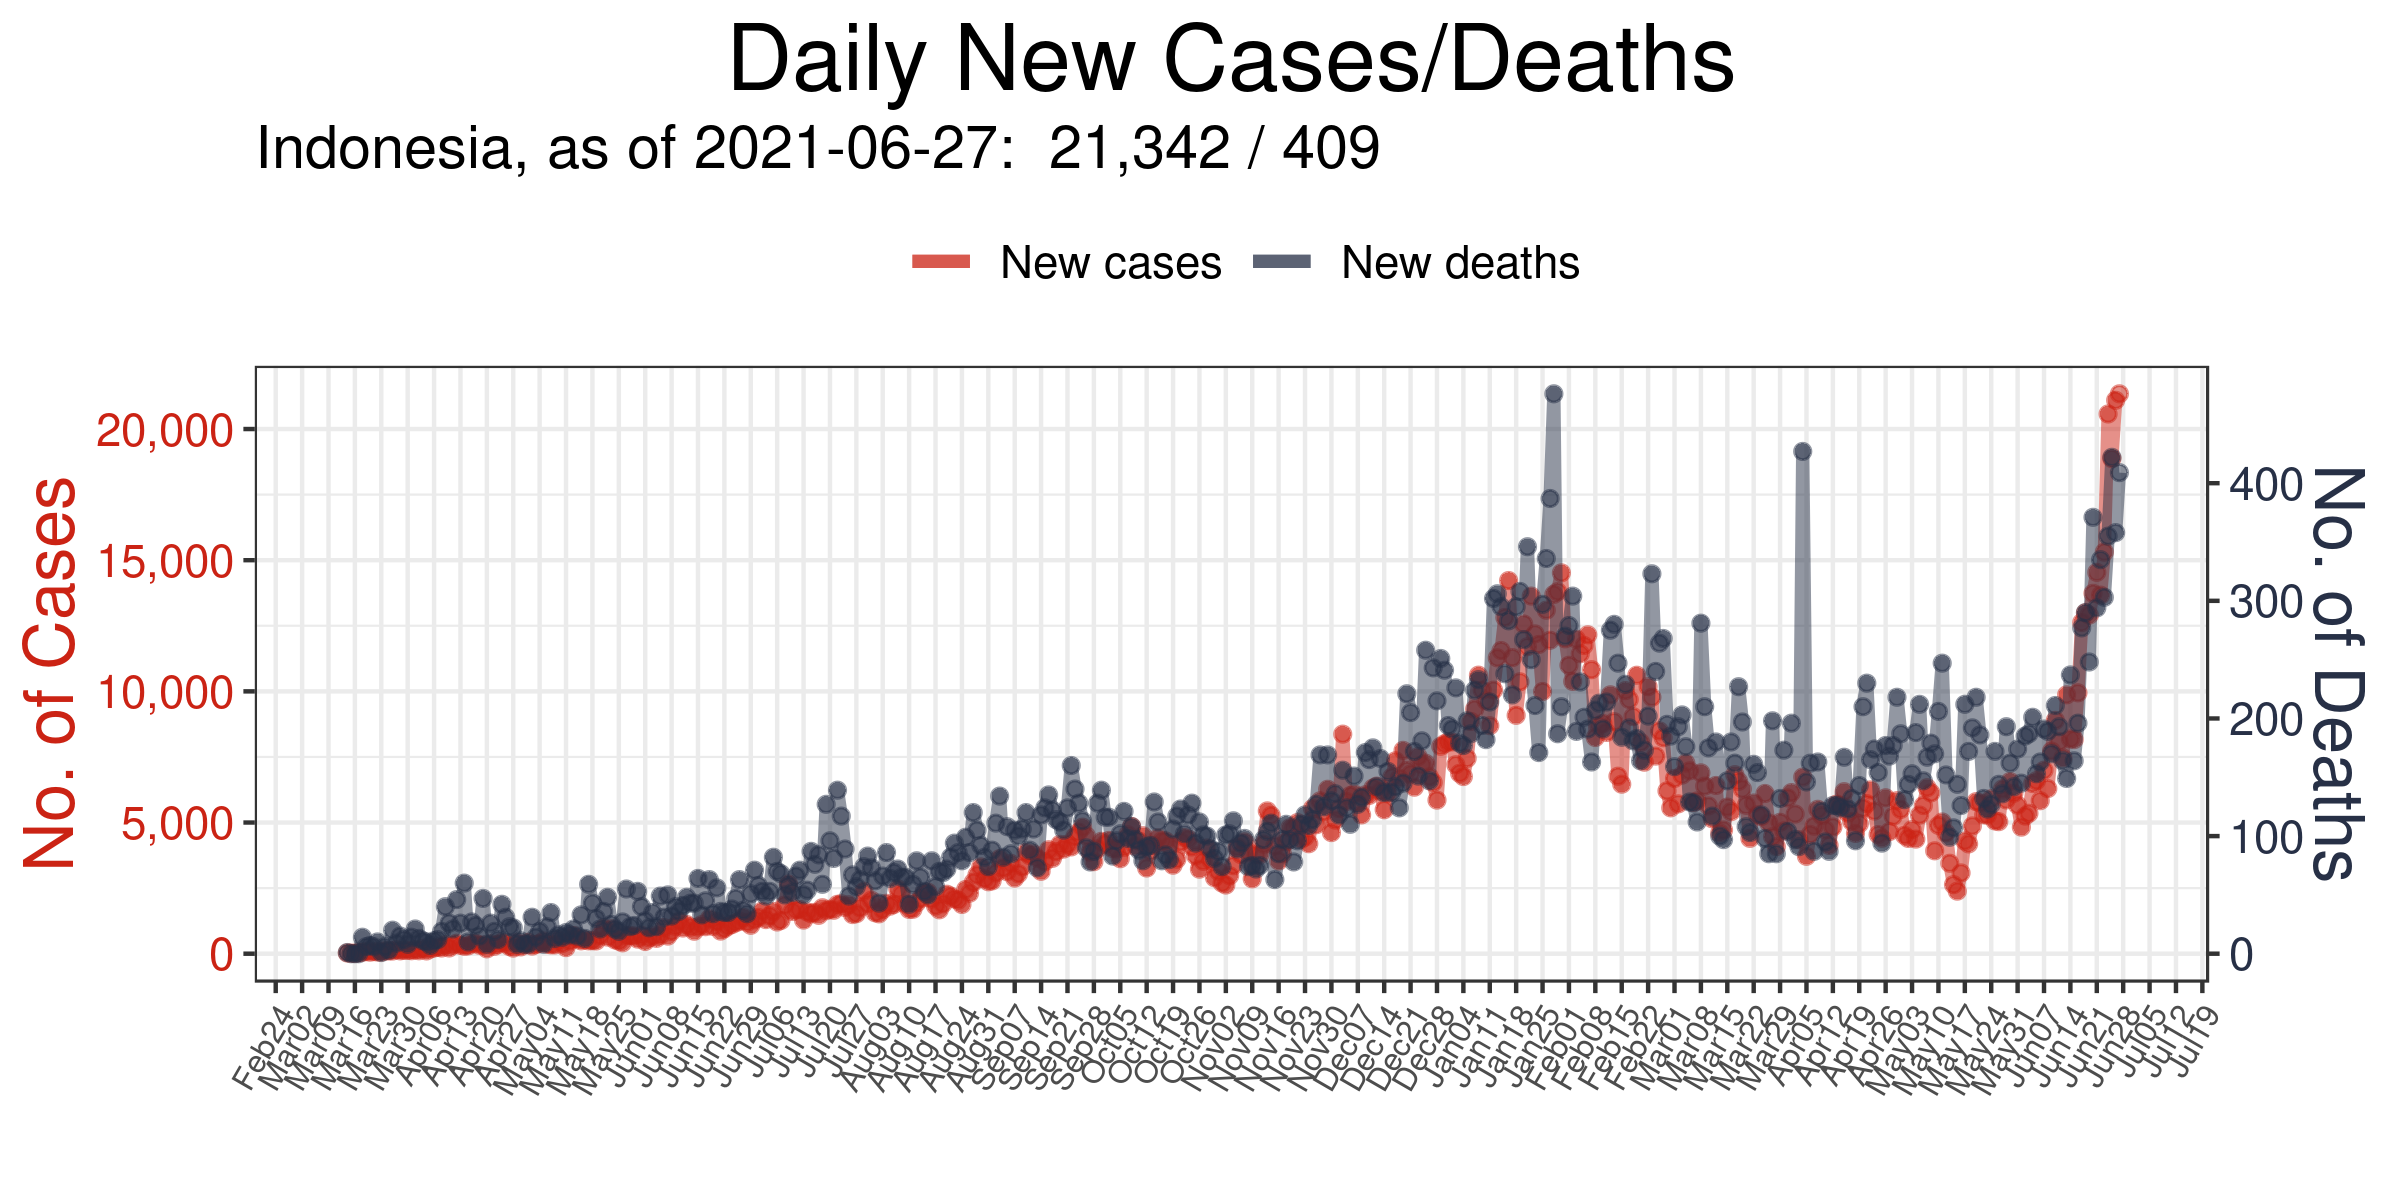 Daily New Cases/Deaths
Indonesia, as of 2021-06-27: 21,342 / 409
New cases
New deaths
No. of Cases
20,000
15,000
10,000
5,000
0
400
300
200
100
0
No. of Deaths
Feb24
Mar02
Mar09
Mar16
Mar23
Mar30
Apr06
Apr13
Apr20
Apr27
May04
May11
May18
May25
Jun01
Jun08
Jun15
Jun22
Jun29
Jul06
Jul13
Jul20
Jul27
Aug03
Aug10
Aug17
Aug24
Aug31
Sep07
Sep14
Sep21
Sep28
Oct05
Oct12
Oct19
Oct26
Nov02
Nov09
Nov16
Nov23
Nov30
Dec07
Dec14
Dec21
Dec28
Jan04
Jan11
Jan18
Jan25
Feb01
Feb08
Feb15
Feb22
Mar01
Mar08
Mar15
Mar22
Mar29
Apr05
Apr12
Apr19
Apr26
May03
May10
May17
May24
May31
Jun07
Jun14
Jun21
Jun28
Jul05
Jul12
Jul19